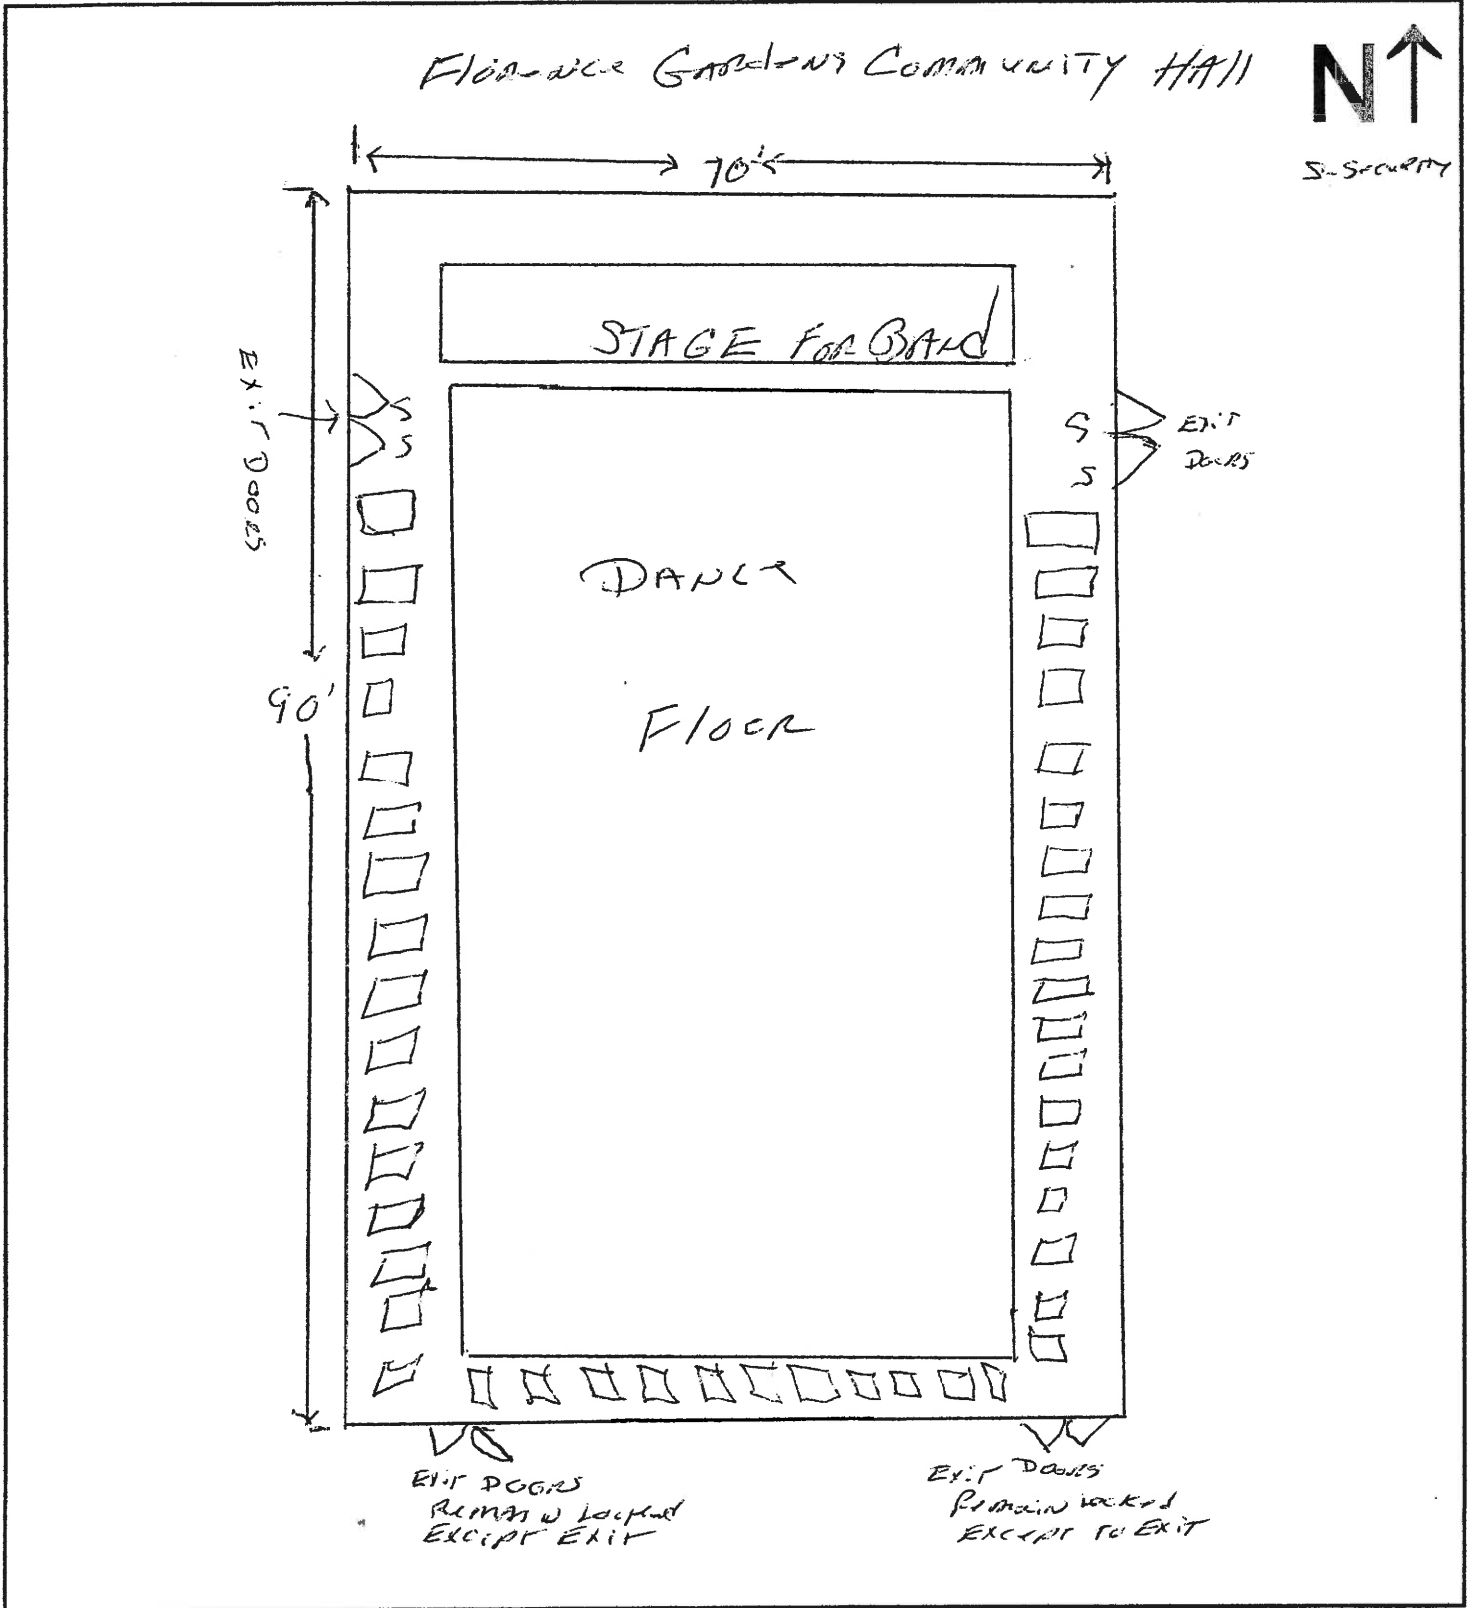 Florence Gardens Community Hall
N
S-Security
70'
STAGE For BAnd
Exit Doors
S
S
S
S
Exit
Doors
Dance
Floor
90'
Exit Doors
Remain Locked
Except Exit
Exit Doors
Remain Locked
Except to Exit